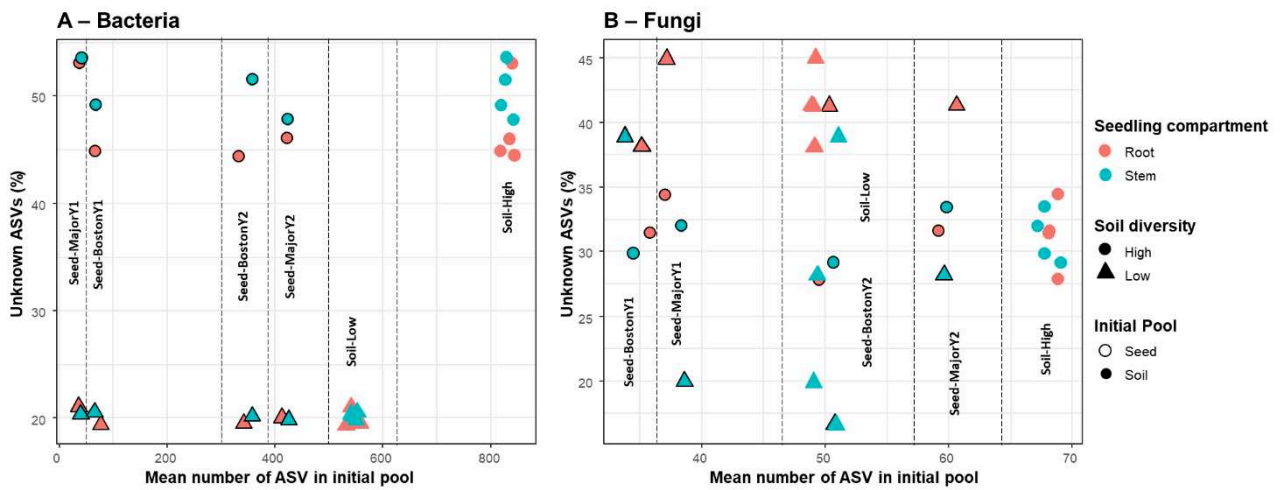 A – Bacteria
Unknown ASVs (%)
50
40
30
20
Seed-MajorY1
Seed-BostonY1
Seed-BostonY2
Seed-MajorY2
Soil-Low
Soil-High
0
200
400
600
800
Mean number of ASV in initial pool
B – Fungi
Unknown ASVs (%)
45
40
35
30
25
20
Seed-BostonY1
Seed-MajorY1
Soil-Low
Seed-BostonY2
Seed-MajorY2
Soil-High
40
50
60
70
Mean number of ASV in initial pool
Seedling compartment
Root
Stem
Soil diversity
High
Low
Initial Pool
Seed
Soil